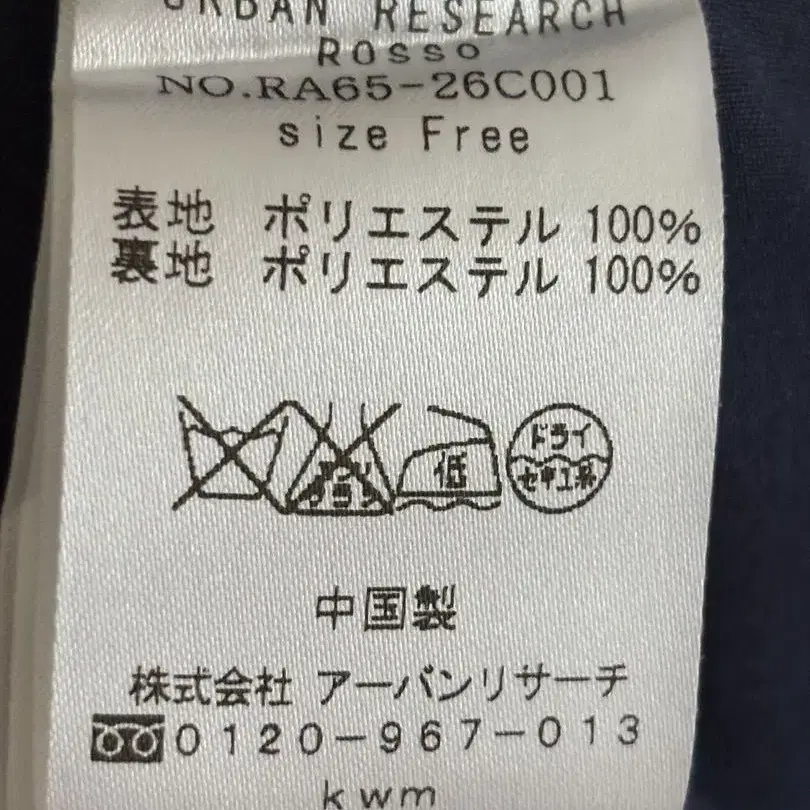 URBAN RESEARCH
ROSSO
NO.RA65-26C001
size Free
表地 ポリエステル 100%
裏地 ポリエステル 100%
低
ドライ
セキユ系
中国製
株式会社 アーバンリサーチ
0120-967-013
kwm